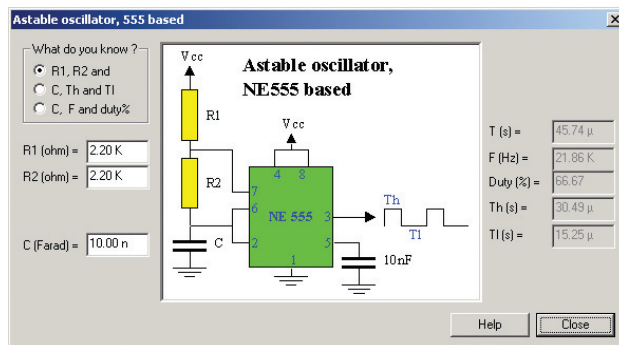 Astable oscillator, 555 based
What do you know ?
R1, R2 and
C, Th and Tl
C, F and duty%
R1 (ohm) = 2.20 K
R2 (ohm) = 2.20 K
C (Farad) = 10.00 n
Vcc
Astable oscillator,
NE555 based
R1
Vcc
R2
4 8
7
6
NE 555
3
2
5
1
C
Th
Tl
10nF
T (s) = 45.74 µ
F (Hz) = 21.86 K
Duty (%) = 66.67
Th (s) = 30.49 µ
Tl (s) = 15.25 µ
Help
Close